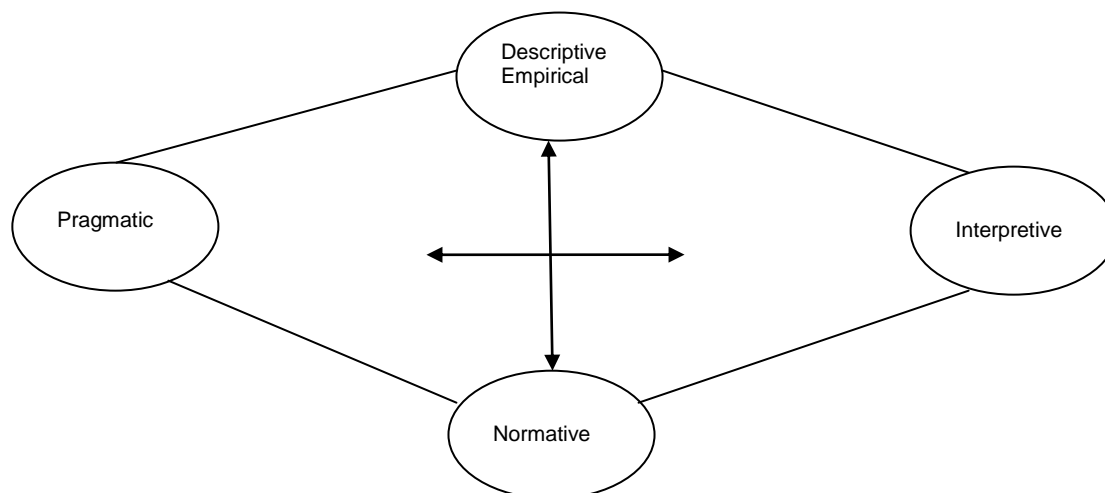 Descriptive
Empirical
Pragmatic
Interpretive
Normative